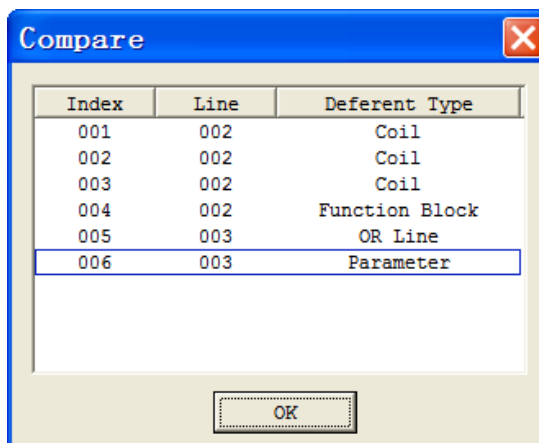 Compare
Index Line Deferent Type
001 002 Coil
002 002 Coil
003 002 Coil
004 002 Function Block
005 003 OR Line
006 003 Parameter
OK